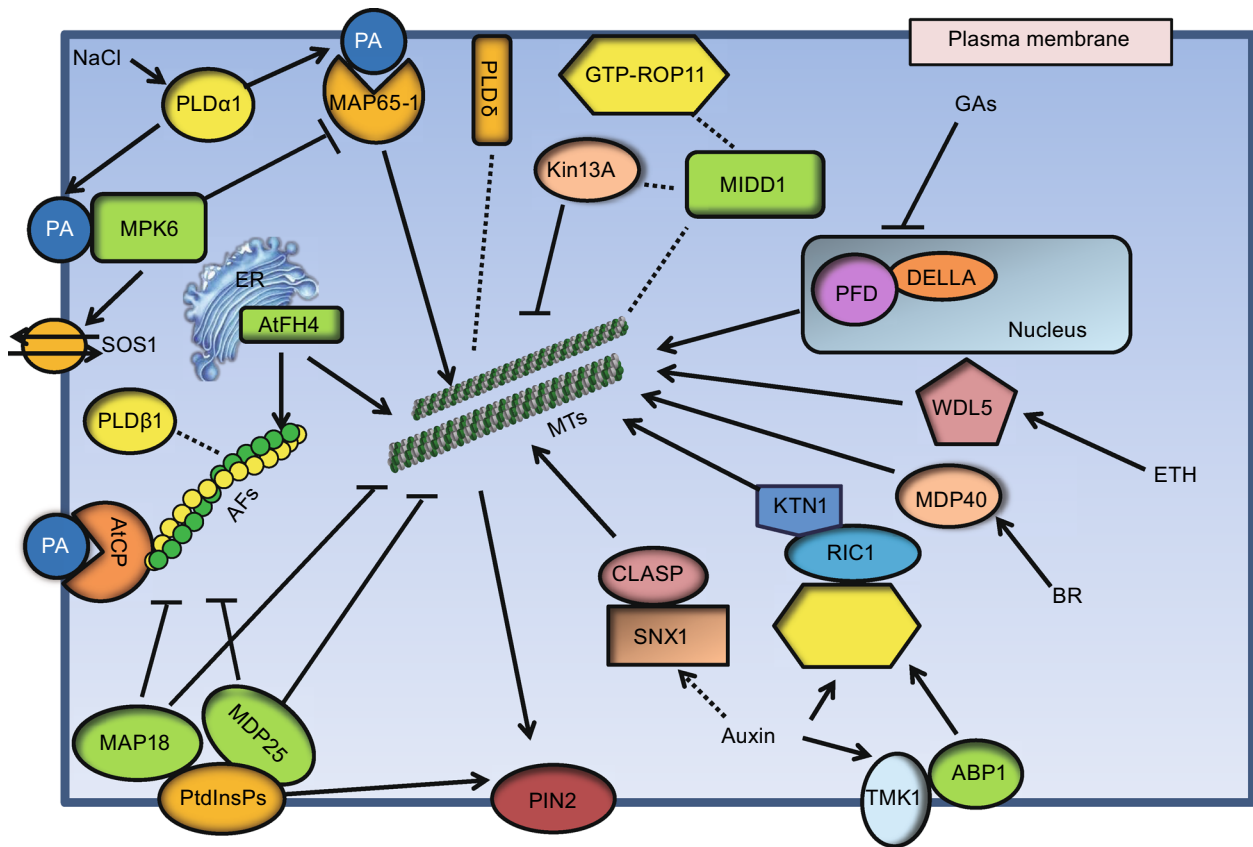 Plasma membrane
NaCl
PA
PLDα1
MAP65-1
PLDδ
GTP-ROP11
GAs
Kin13A
MIDD1
PA
MPK6
ER
AtFH4
PFD
DELLA
Nucleus
SOS1
PLDβ1
AFs
MTs
WDL5
ETH
KTN1
MDP40
PA
AtCP
RIC1
CLASP
BR
SNX1
MAP18
MDP25
Auxin
PtdInsPs
PIN2
TMK1
ABP1